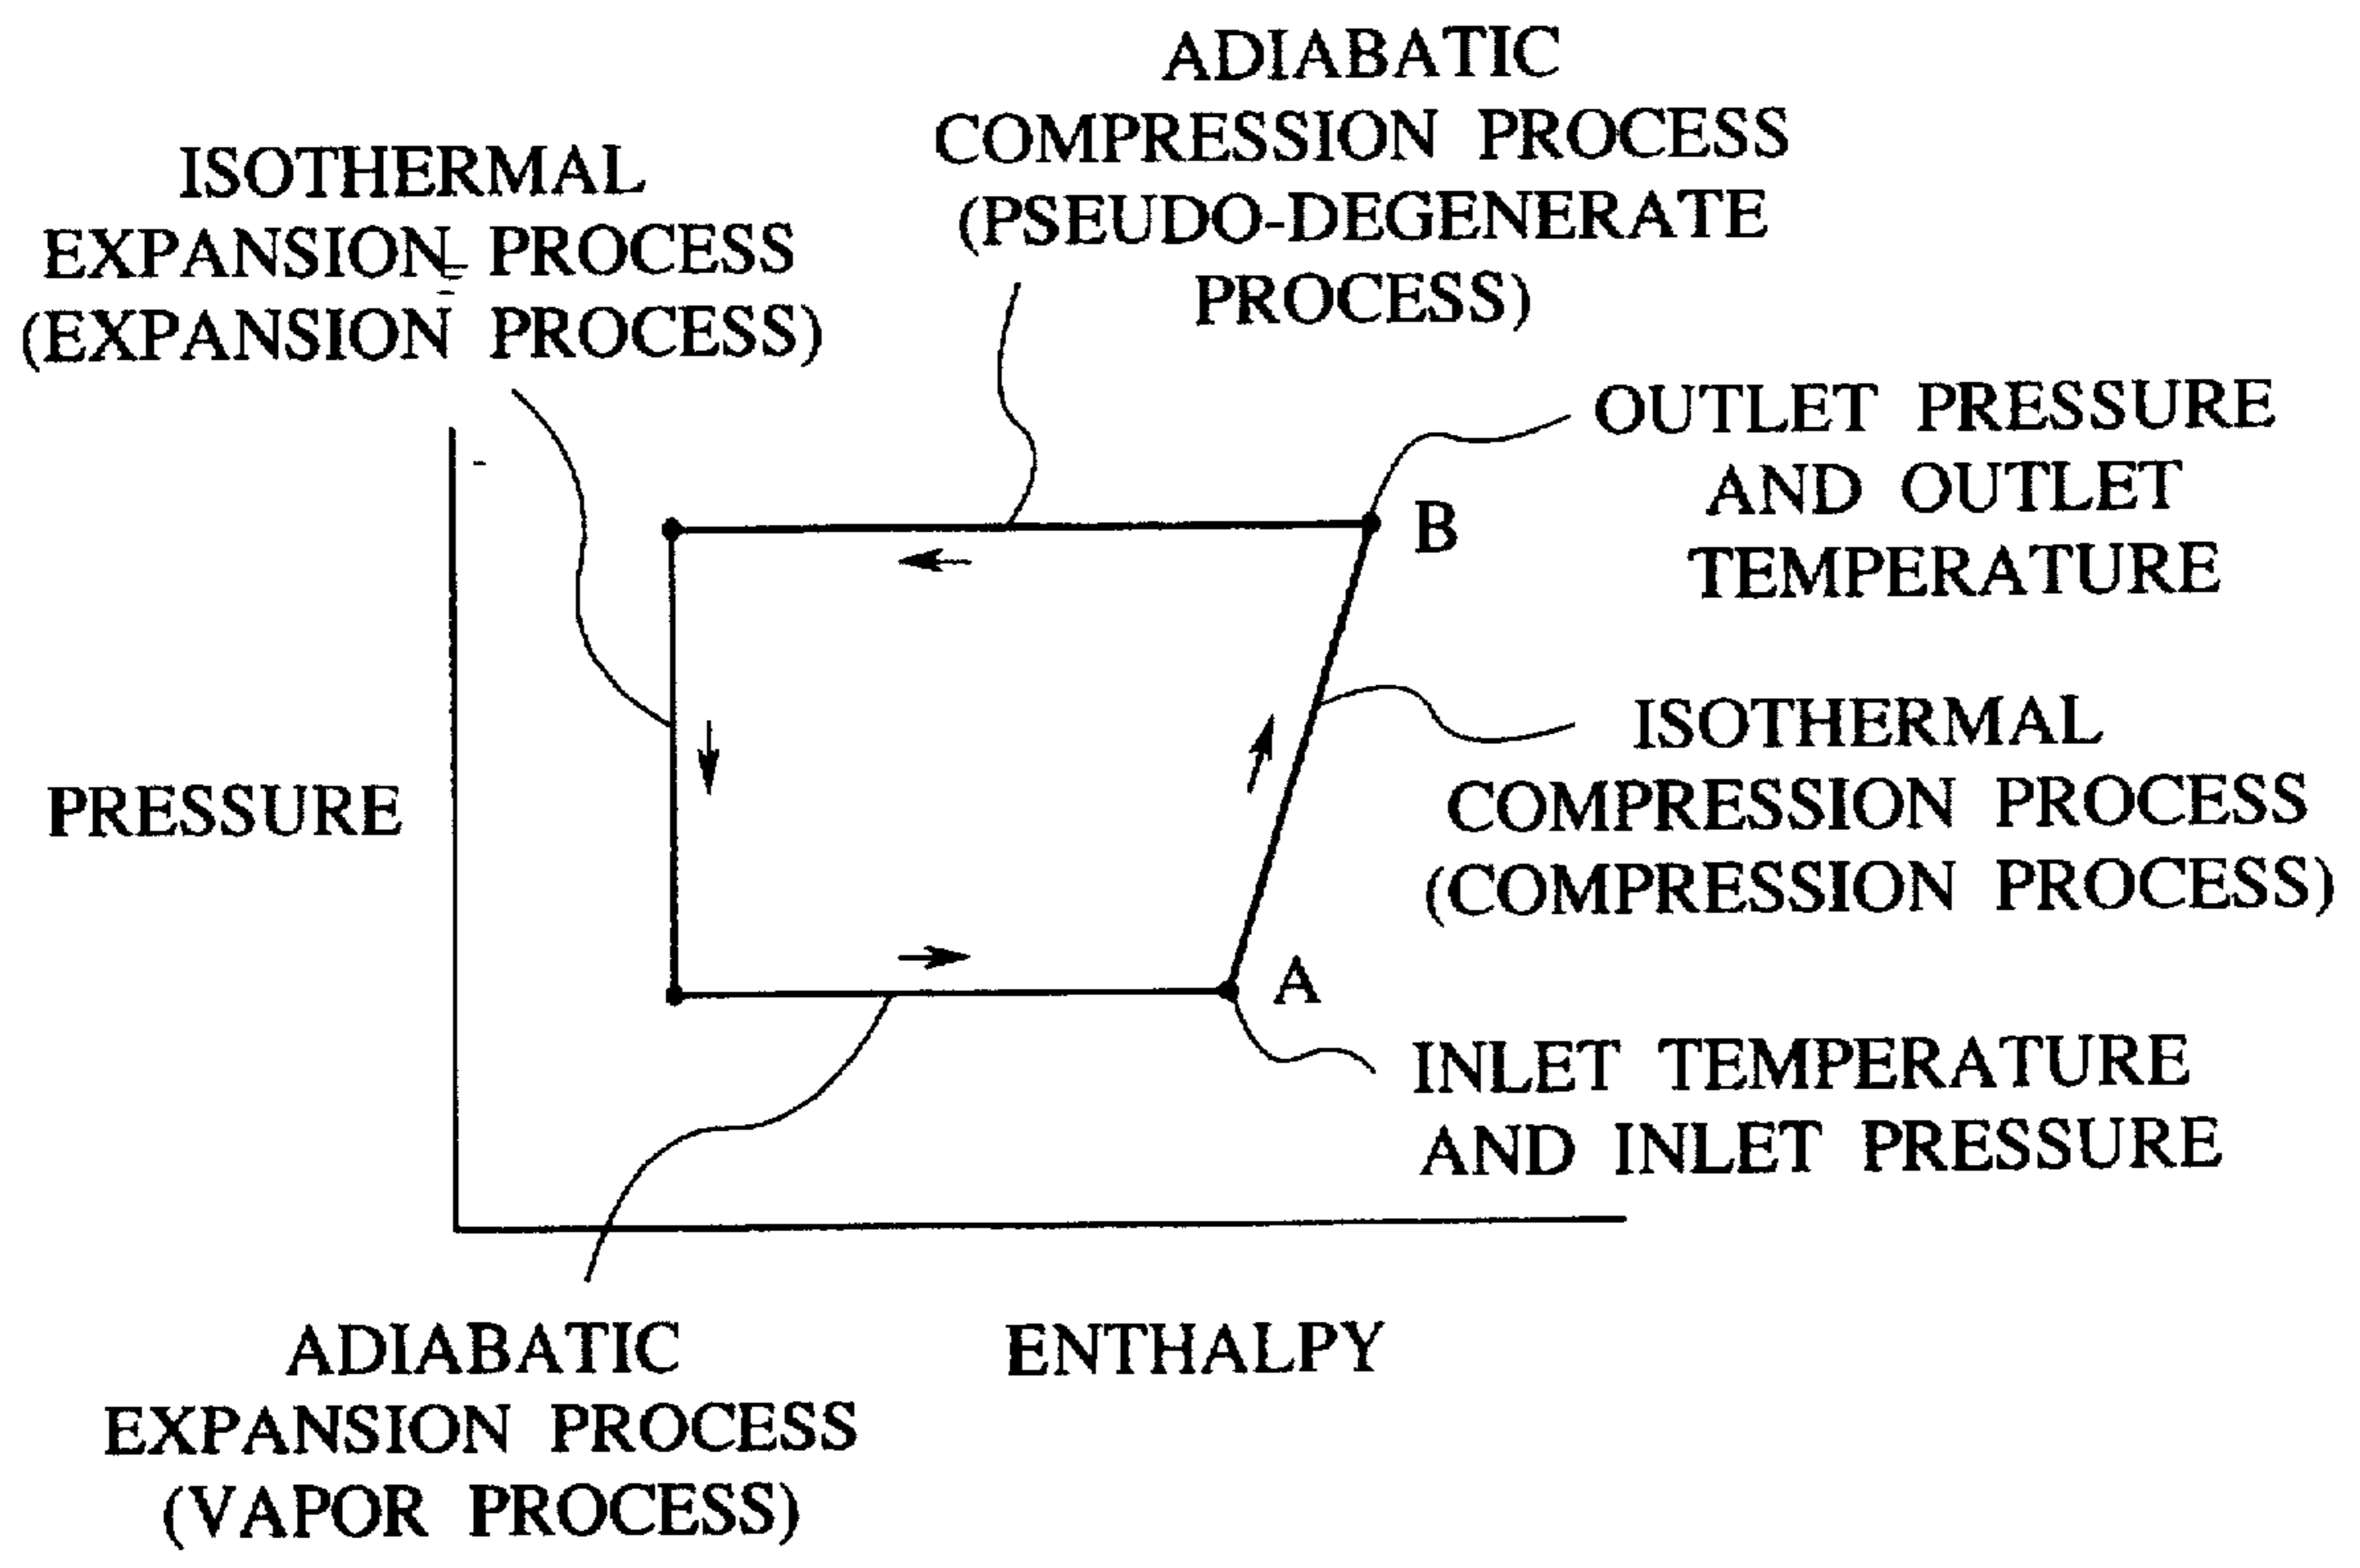 ADIABATIC
COMPRESSION PROCESS
(PSEUDO-DEGENERATE
PROCESS)
ISOTHERMAL
EXPANSION PROCESS
(EXPANSION PROCESS)
OUTLET PRESSURE
AND OUTLET
TEMPERATURE
B
ISOTHERMAL
COMPRESSION PROCESS
(COMPRESSION PROCESS)
PRESSURE
A
INLET TEMPERATURE
AND INLET PRESSURE
ADIABATIC
EXPANSION PROCESS
(VAPOR PROCESS)
ENTHALPY